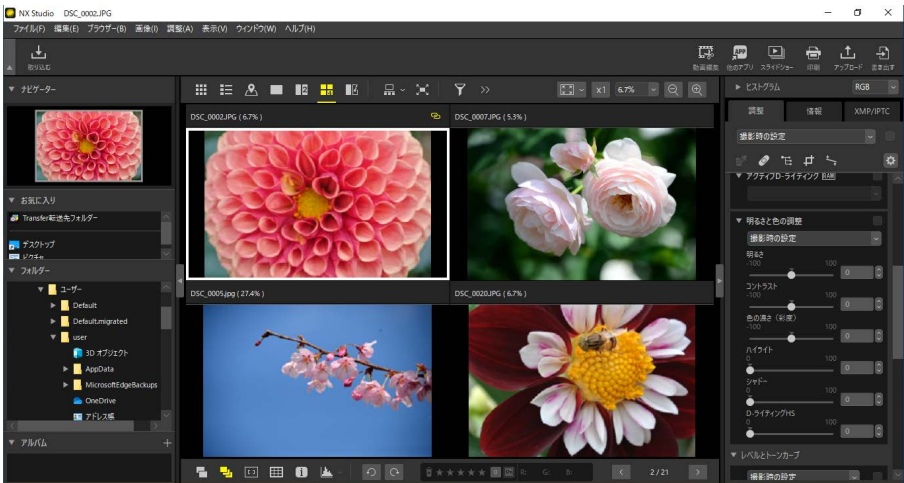 NX Studio DSC_0002.JPG
ファイル(F) 編集(E) ブラウザー(B) 画像(I) 調整(A) 表示(V) ウィンドウ(W) ヘルプ(H)
取り込む
動画編集 他のアプリ スライドショー 印刷 アップロード 書き出す
ナビゲーター
お気に入り
Transfer転送先フォルダー
デスクトップ
ピクチャ
フォルダー
ユーザー
Default
Default.migrated
user
3D オブジェクト
AppData
MicrosoftEdgeBackups
OneDrive
アドレス帳
アルバム
x1 6.7%
DSC_0002.JPG ( 6.7% )
DSC_0007.JPG ( 5.3% )
DSC_0005.jpg ( 27.4% )
DSC_0020.JPG ( 6.7% )
R: G: B:
2 / 21
ヒストグラム RGB
調整 情報 XMP/IPTC
撮影時の設定
アクティブD-ライティング RAW
明るさと色の調整
撮影時の設定
明るさ
-100 100
0
コントラスト
-100 100
0
色の濃さ（彩度）
-100 100
0
ハイライト
0 100
0
シャドー
0 100
0
D-ライティングHS
0 100
0
レベルとトーンカーブ
撮影時の設定